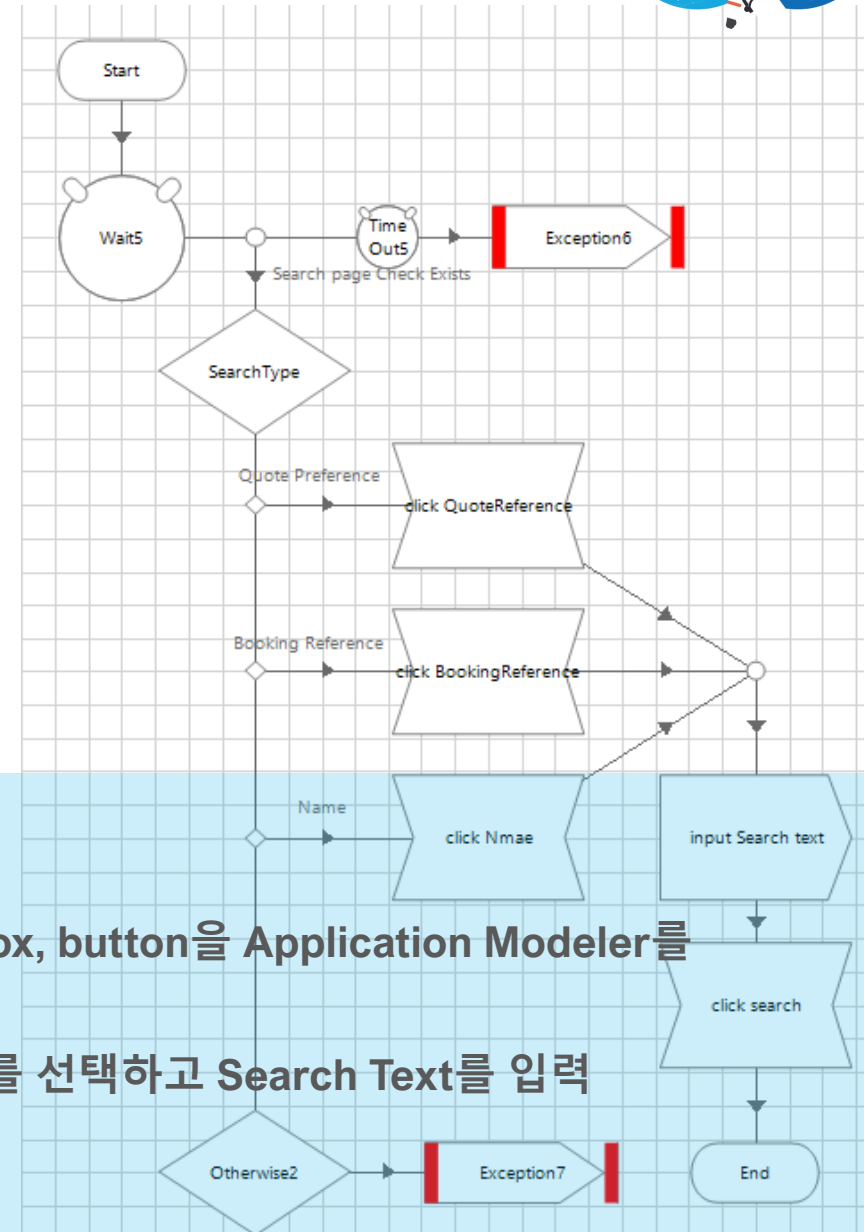 Start
Wait5
Time
Out5
Exception6
Search page Check Exists
SearchType
Quote Preference
click QuoteReference
Booking Reference
click BookingReference
Name
click Nmae
input Search text
ox, button을 Application Modeler를
click search
를 선택하고 Search Text를 입력
Otherwise2
Exception7
End